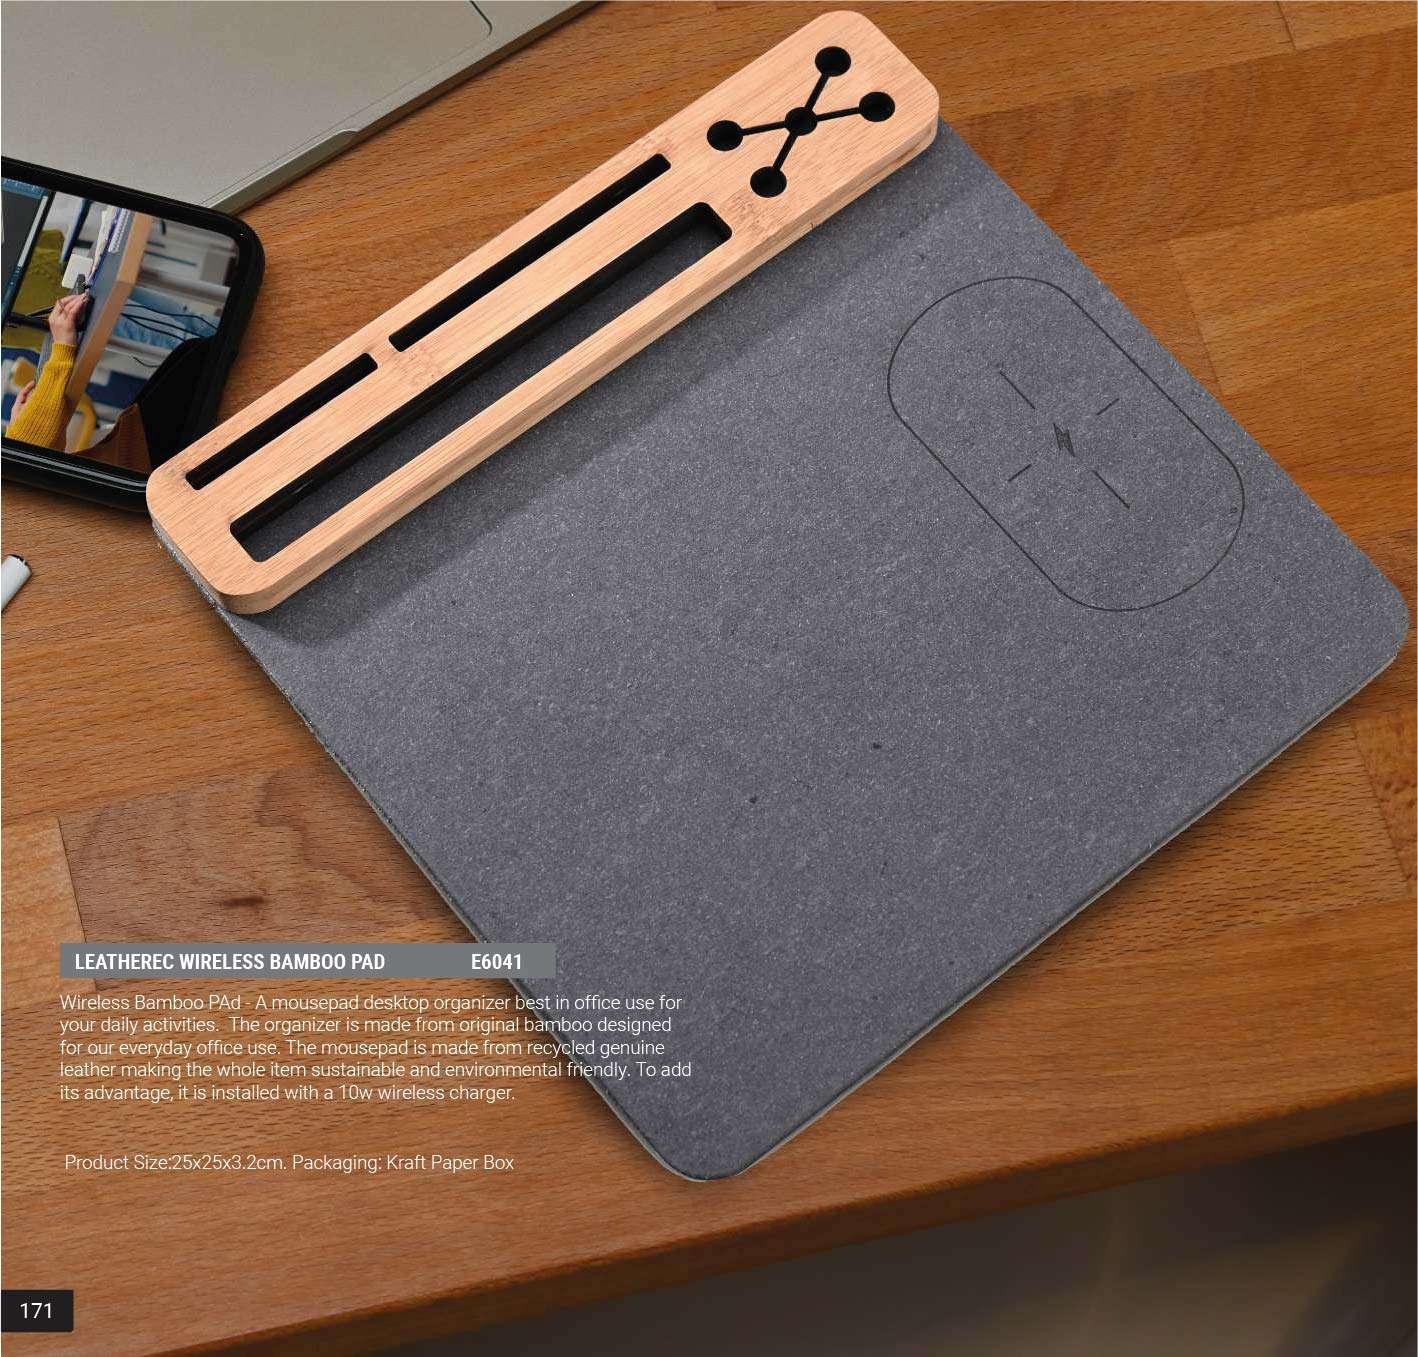 LEATHEREC WIRELESS BAMBOO PAD E6041
Wireless Bamboo PAd - A mousepad desktop organizer best in office use for
your daily activities.  The organizer is made from original bamboo designed
for our everyday office use. The mousepad is made from recycled genuine
leather making the whole item sustainable and environmental friendly. To add
its advantage, it is installed with a 10w wireless charger.
Product Size:25x25x3.2cm. Packaging: Kraft Paper Box
171